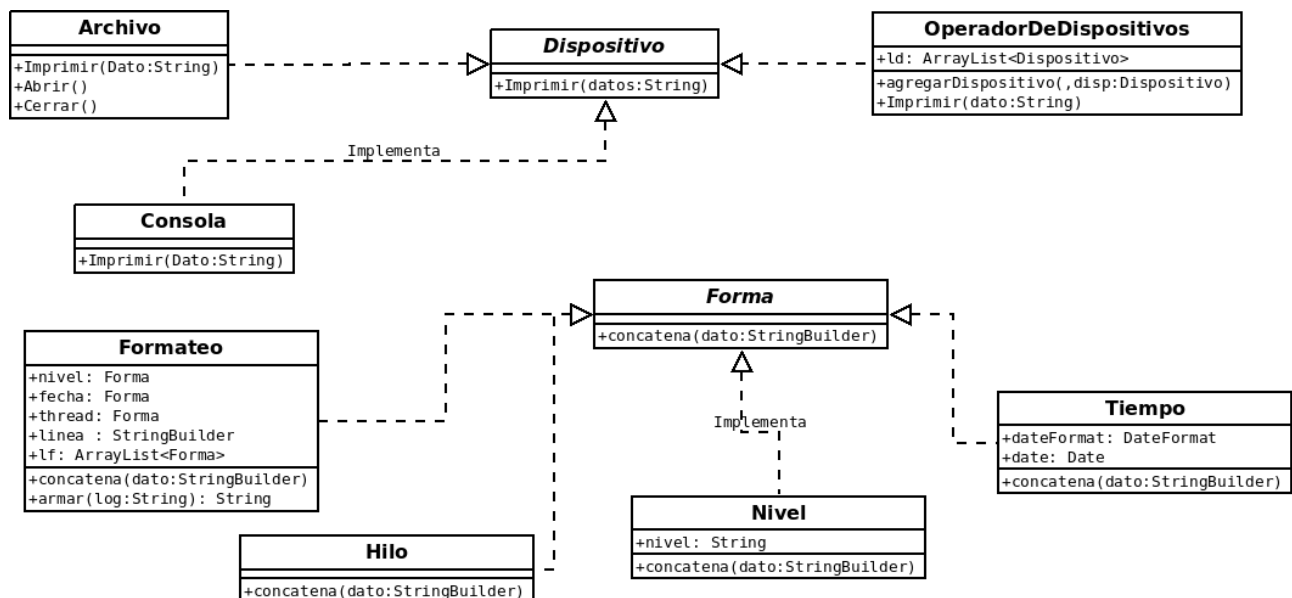 Archivo
+Imprimir(Dato:String)
+Abrir()
+Cerrar()
Dispositivo
+Imprimir(datos:String)
OperadorDeDispositivos
+ld: ArrayList<Dispositivo>
+agregarDispositivo(,disp:Dispositivo)
+Imprimir(dato:String)
Implementa
Consola
+Imprimir(Dato:String)
Forma
+concatena(dato:StringBuilder)
Formateo
+nivel: Forma
+fecha: Forma
+thread: Forma
+linea : StringBuilder
+lf: ArrayList<Forma>
+concatena(dato:StringBuilder)
+armar(log:String): String
Implementa
Tiempo
+dateFormat: DateFormat
+date: Date
+concatena(dato:StringBuilder)
Nivel
+nivel: String
+concatena(dato:StringBuilder)
Hilo
+concatena(dato:StringBuilder)